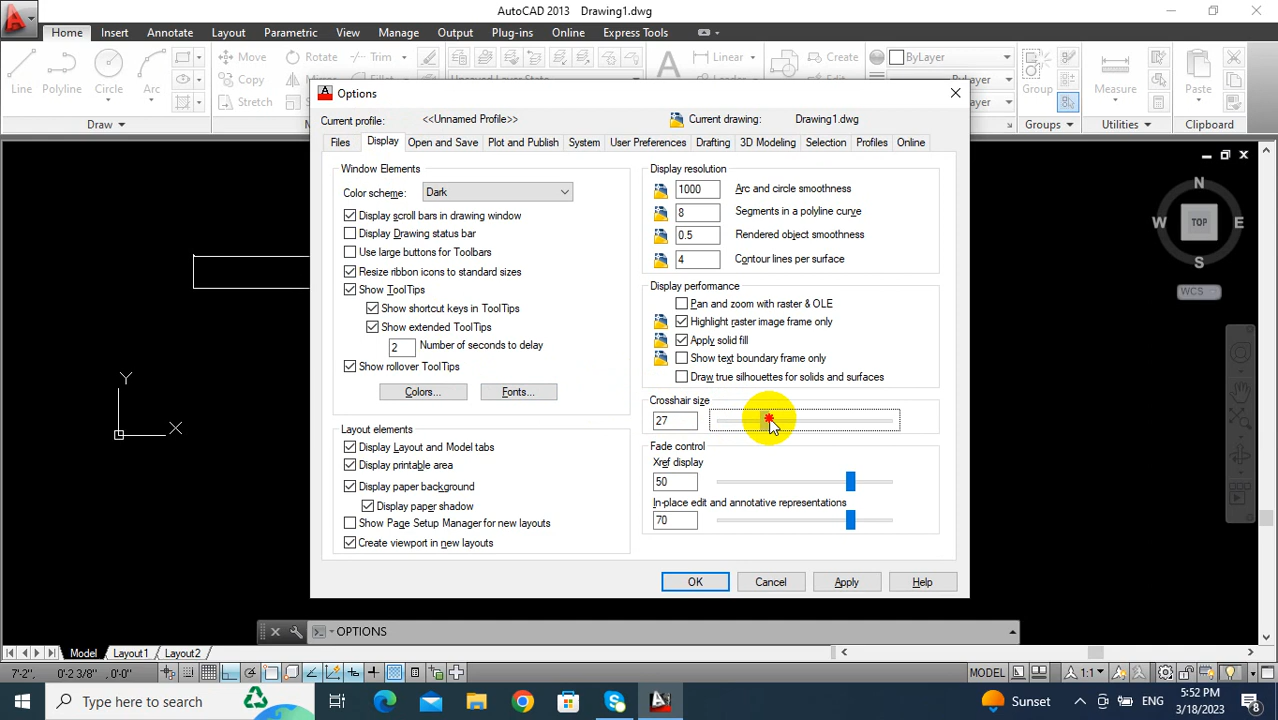 AutoCAD 2013 Drawing1.dwg
Home Insert Annotate Layout Parametric View Manage Output Plug-ins Online Express Tools
Move Rotate Trim Linear Create ByLayer
Line Polyline Circle Arc Copy Group Measure Paste
Stretch
Draw Groups Utilities Clipboard
Options
Current profile: <<Unnamed Profile>> Current drawing: Drawing1.dwg
Files Display Open and Save Plot and Publish System User Preferences Drafting 3D Modeling Selection Profiles Online
Window Elements
Color scheme: Dark
Display scroll bars in drawing window
Display Drawing status bar
Use large buttons for Toolbars
Resize ribbon icons to standard sizes
Show ToolTips
Show shortcut keys in ToolTips
Show extended ToolTips
2 Number of seconds to delay
Show rollover ToolTips
Colors... Fonts...
Layout elements
Display Layout and Model tabs
Display printable area
Display paper background
Display paper shadow
Show Page Setup Manager for new layouts
Create viewport in new layouts
Display resolution
1000 Arc and circle smoothness
8 Segments in a polyline curve
0.5 Rendered object smoothness
4 Contour lines per surface
Display performance
Pan and zoom with raster & OLE
Highlight raster image frame only
Apply solid fill
Show text boundary frame only
Draw true silhouettes for solids and surfaces
Crosshair size
27
Fade control
Xref display
50
In-place edit and annotative representations
70
OK Cancel Apply Help
N
W TOP E
S
WCS
Y
X
OPTIONS
Model Layout1 Layout2
7'-2", 0'-2 3/8", 0'-0" MODEL 1:1
Type here to search Sunset ENG 5:52 PM
3/18/2023 8